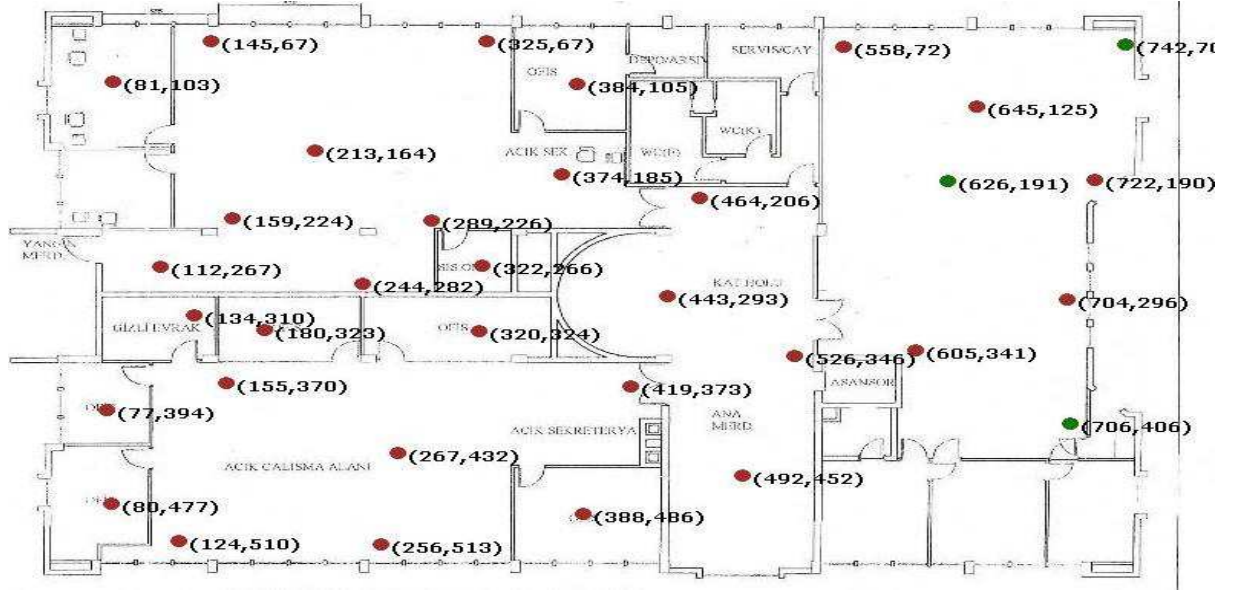 (145,67)
(325,67)
SERVIS/CAY
(558,72)
(742,70
OFIS
DEPO/ARSIV
(81,103)
(384,105)
(645,125)
WC(K)
(213,164)
ACIK SEK
WC(E)
(374,185)
(626,191)
(722,190)
(464,206)
(159,224)
(289,226)
YANGIN
MERD.
(112,267)
(322,266)
(244,282)
KAT HOLU
(443,293)
(704,296)
(134,310)
GIZLI EVRAK
(180,323)
OFIS
(320,324)
(526,346)
(605,341)
(155,370)
(419,373)
ASANSOR
(77,394)
ANA
MERD.
(706,406)
ACIK SEKRETERYA
(267,432)
ACIK CALISMA ALANI
(492,452)
(80,477)
(388,486)
(124,510)
(256,513)